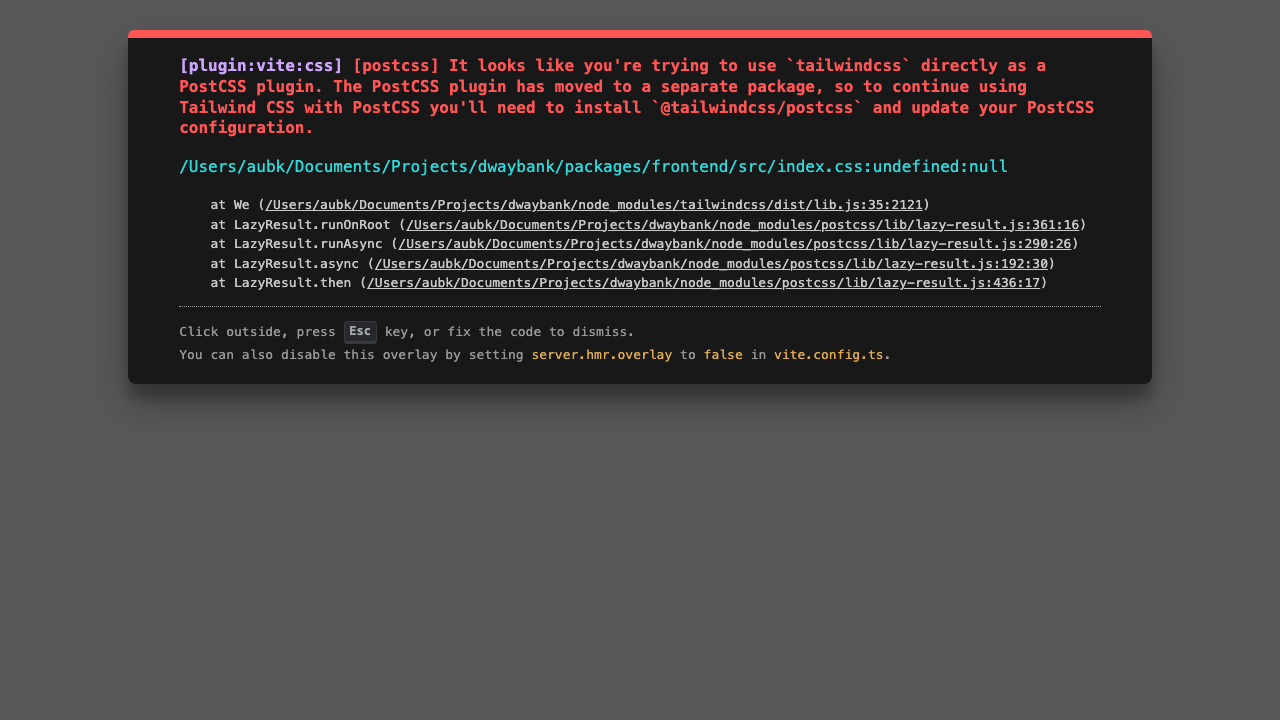 [plugin:vite:css] [postcss] It looks like you're trying to use `tailwindcss` directly as a
PostCSS plugin. The PostCSS plugin has moved to a separate package, so to continue using
Tailwind CSS with PostCSS you'll need to install `@tailwindcss/postcss` and update your PostCSS
configuration.
/Users/aubk/Documents/Projects/dwaybank/packages/frontend/src/index.css:undefined:null
at We (/Users/aubk/Documents/Projects/dwaybank/node_modules/tailwindcss/dist/lib.js:35:2121)
at LazyResult.runOnRoot (/Users/aubk/Documents/Projects/dwaybank/node_modules/postcss/lib/lazy-result.js:361:16)
at LazyResult.runAsync (/Users/aubk/Documents/Projects/dwaybank/node_modules/postcss/lib/lazy-result.js:290:26)
at LazyResult.async (/Users/aubk/Documents/Projects/dwaybank/node_modules/postcss/lib/lazy-result.js:192:30)
at LazyResult.then (/Users/aubk/Documents/Projects/dwaybank/node_modules/postcss/lib/lazy-result.js:436:17)
Click outside, press Esc key, or fix the code to dismiss.
You can also disable this overlay by setting server.hmr.overlay to false in vite.config.ts.